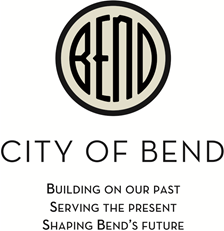 BEND
CITY OF BEND
BUILDING ON OUR PAST
SERVING THE PRESENT
SHAPING BEND'S FUTURE